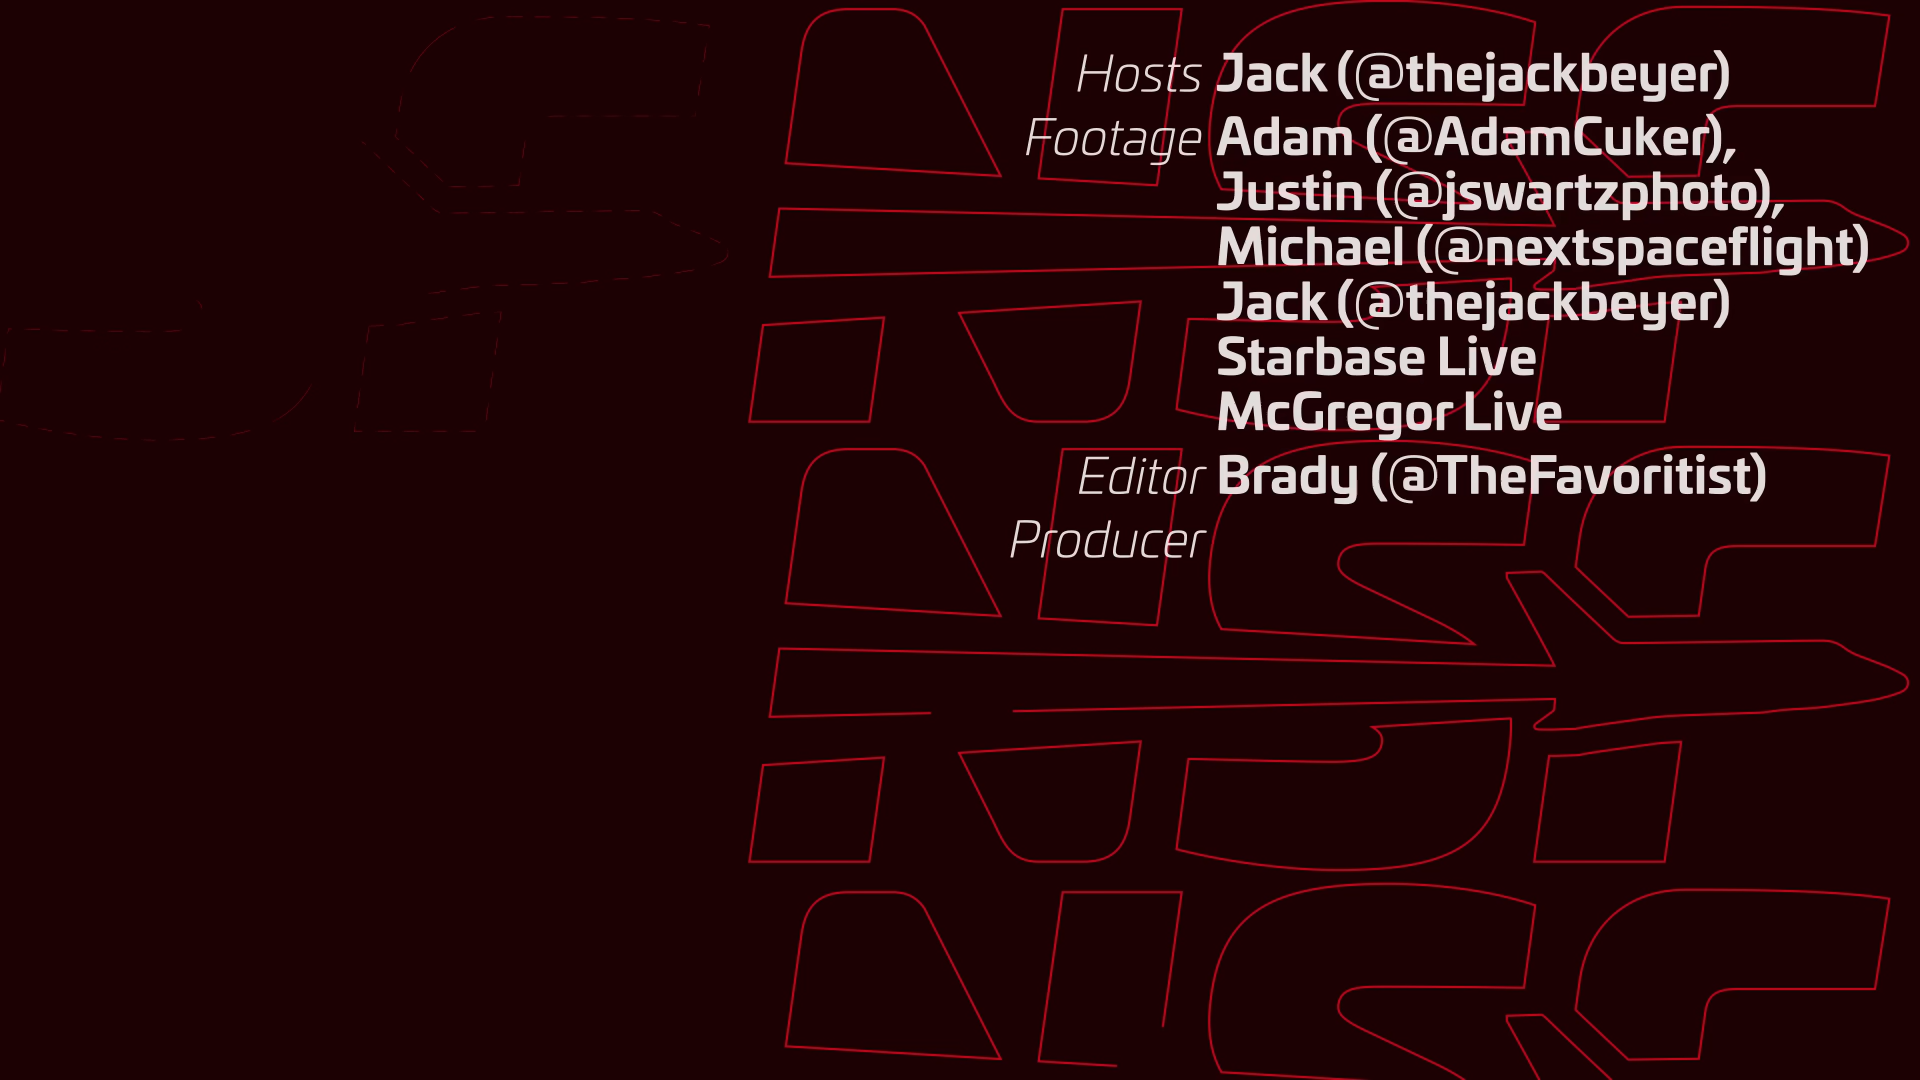 Hosts Jack (@thejackbeyer)
Footage Adam (@AdamCuker),
Justin (@jswartzphoto),
Michael (@nextspaceflight)
Jack (@thejackbeyer)
Starbase Live
McGregor Live
Editor Brady (@TheFavoritist)
Producer